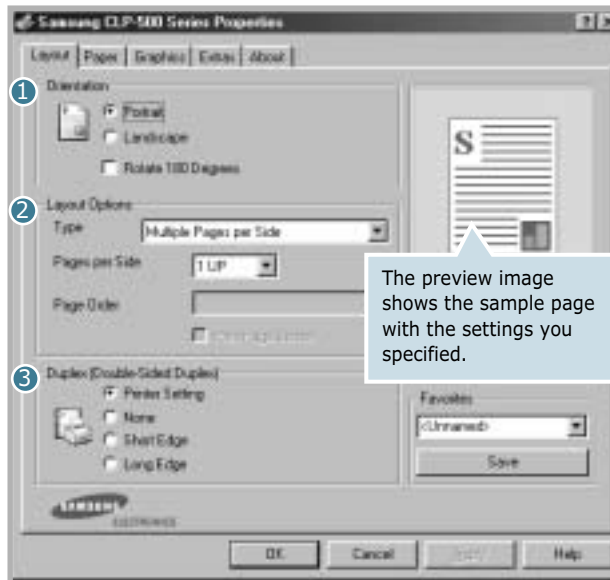 Samsung CLP-500 Series Properties
Layout Paper Graphics Extras About
1
Orientation
Portrait
Landscape
Rotate 180 Degrees
S
2
Layout Options
Type Multiple Pages per Side
Pages per Side 1 UP
Page Order
The preview image
shows the sample page
with the settings you
specified.
3
Duplex (Double-Sided Duplex)
Printer Setting
None
Short Edge
Long Edge
Favorites
<Unnamed>
Save
ELECTRONICS
OK Cancel Apply Help